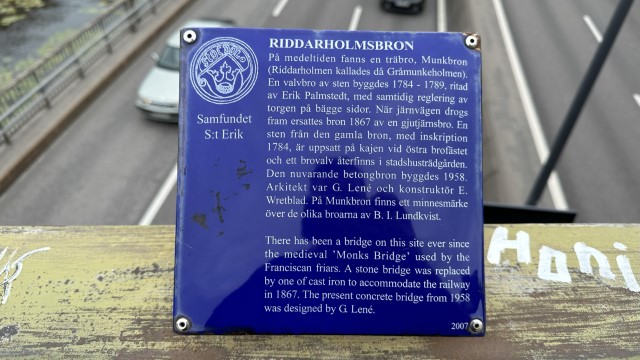 RIDDARHOLMSBRON
På medeltiden fanns en träbro, Munkbron
(Riddarholmen kallades då Gråmunkeholmen).
En valvbro av sten byggdes 1784 - 1789, ritad
av Erik Palmstedt, med samtidig reglering av
torgen på bägge sidor. När järnvägen drogs
fram ersattes bron 1867 av en gjutjärnsbro. En
sten från den gamla bron, med inskription
1784, är uppsatt på kajen vid östra brofästet
och ett brovalv återfinns i stadshusträdgården.
Den nuvarande betongbron byggdes 1958.
Arkitekt var G. Lené och konstruktör E.
Wretblad. På Munkbron finns ett minnesmärke
över de olika broarna av B. I. Lundkvist.
There has been a bridge on this site ever since
the medieval 'Monks Bridge' used by the
Franciscan friars. A stone bridge was replaced
by one of cast iron to accommodate the railway
in 1867. The present concrete bridge from 1958
was designed by G. Lené.
2007
Samfundet
S:t Erik